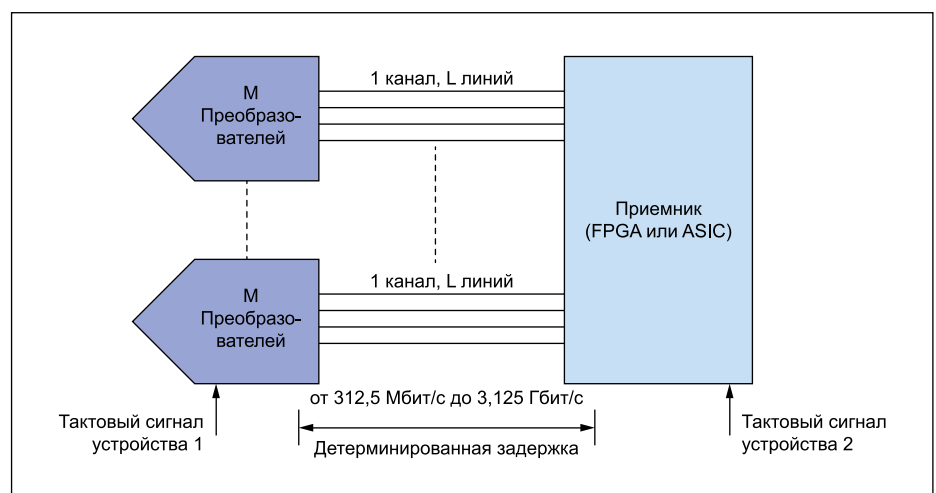 М
Преобразо-
вателей
1 канал, L линий
Приемник
(FPGA или ASIC)
М
Преобразо-
вателей
1 канал, L линий
от 312,5 Мбит/с до 3,125 Гбит/с
Детерминированная задержка
Тактовый сигнал
устройства 1
Тактовый сигнал
устройства 2